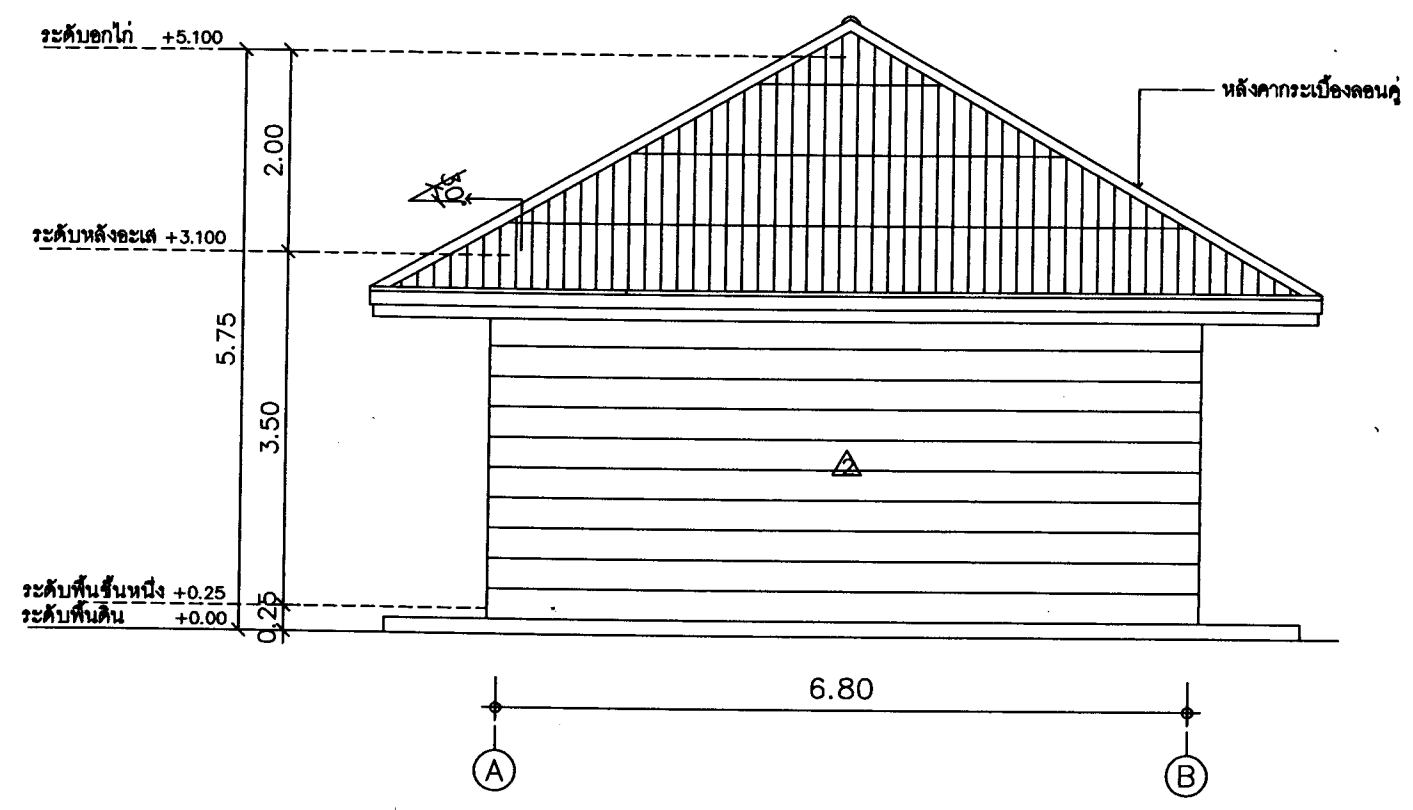 ระดับอกไก่ +5.100
หลังคากระเบื้องลอนคู่
2.00
30°
ระดับหลังอะเส +3.100
5.75
3.50
2
ระดับพื้นชั้นหนึ่ง +0.25
0.25
ระดับพื้นดิน +0.00
6.80
A
B